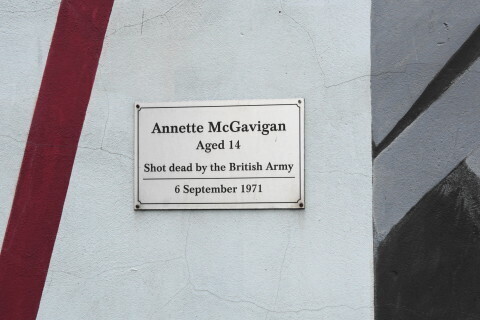 Annette McGavigan
Aged 14
Shot dead by the British Army
6 September 1971